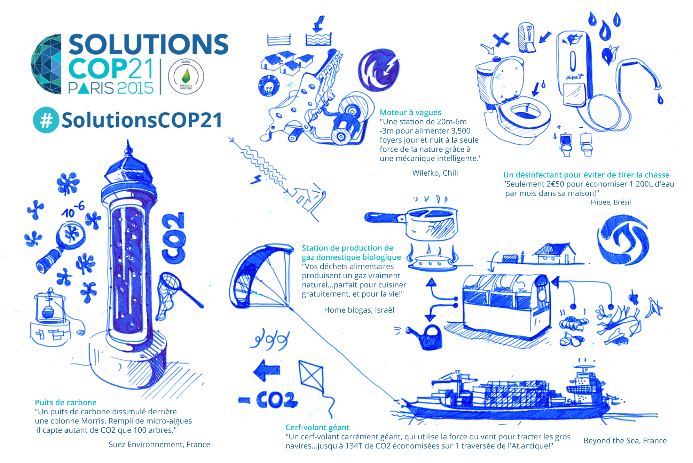 SOLUTIONS
COP21
PARIS 2015
#SolutionsCOP21
Moteur à vagues
"Une station de 20m-6m
-3m pour alimenter 3,500
foyers jour et nuit à la seule
force de la nature grâce à
une mécanique intelligente."
Wilefko, Chili
Un désinfectant pour éviter de tirer la chasse
"Seulement 2€50 pour économiser 1 200L d'eau
par mois dans sa maison!"
Piipee, Brésil
10-6
CO2
Station de production de
gaz domestique biologique
"Vos déchets alimentaires
produisent un gaz vraiment
naturel...parfait pour cuisiner
gratuitement, et pour la vie!"
Home biogas, Israël
- CO2
Puits de carbone
"Un puits de carbone dissimulé derrière
une colonne Morris. Rempli de micro-algues
il capte autant de CO2 que 100 arbres."
Suez Environnement, France
Cerf-volant géant
"Un cerf-volant carrément géant, qui utilise la force du vent pour tracter les gros
navires...jusqu'à 134T de CO2 économisées sur 1 traversée de l'Atlantique!"
Beyond the Sea, France